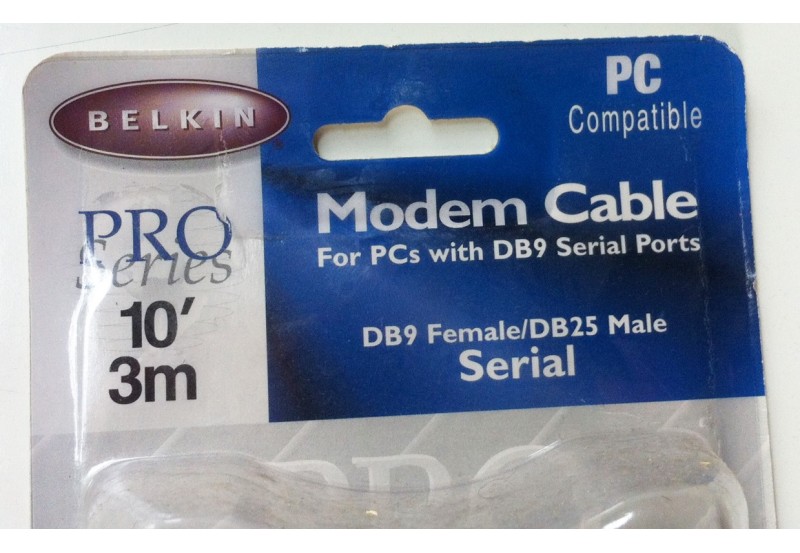 BELKIN
PC
Compatible
PRO
Series
10'
3m
Modem Cable
For PCs with DB9 Serial Ports
DB9 Female/DB25 Male
Serial
PRO